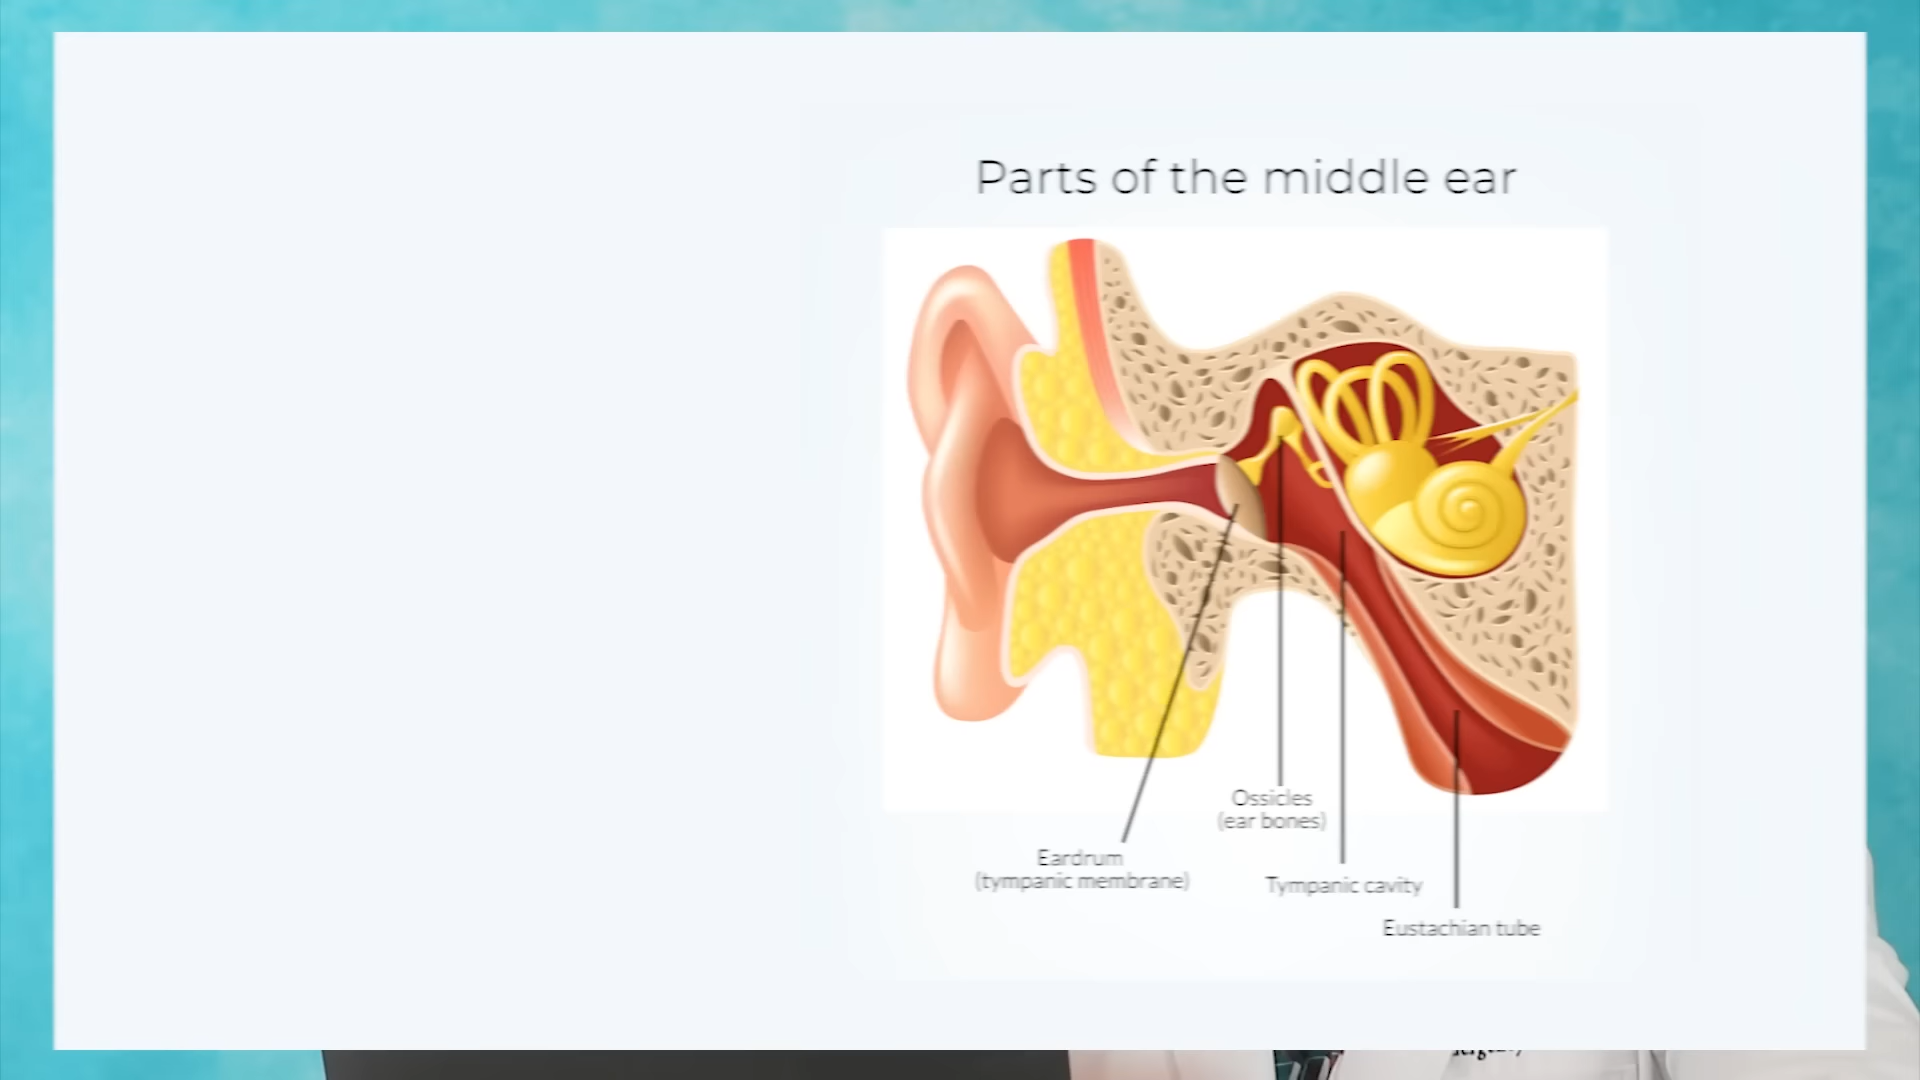 Parts of the middle ear
Ossicles
(ear bones)
Eardrum
(tympanic membrane)
Tympanic cavity
Eustachian tube